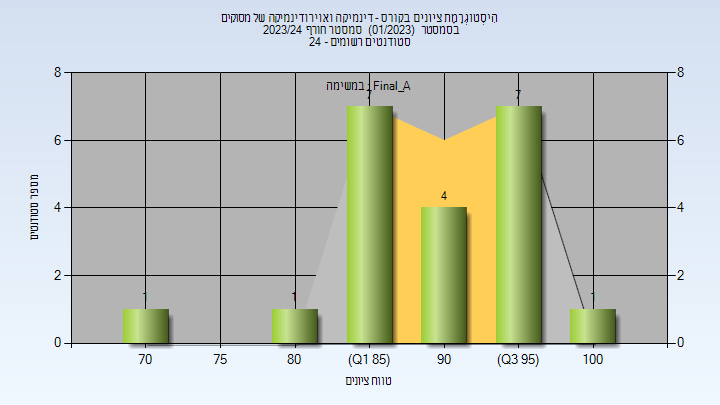 היסטוגרמת ציונים בקורס - דינמיקה ואוירודינמיקה של מסוקים
בסמסטר (01/2023) סמסטר חורף 2023/24
סטודנטים רשומים - 24
במשימה : Final_A
8 8
7 7
6 6
מספר סטודנטים
4 4 4
2 2
1 1 1
0 0
70 75 80 (Q1 85) 90 (Q3 95) 100
טווח ציונים